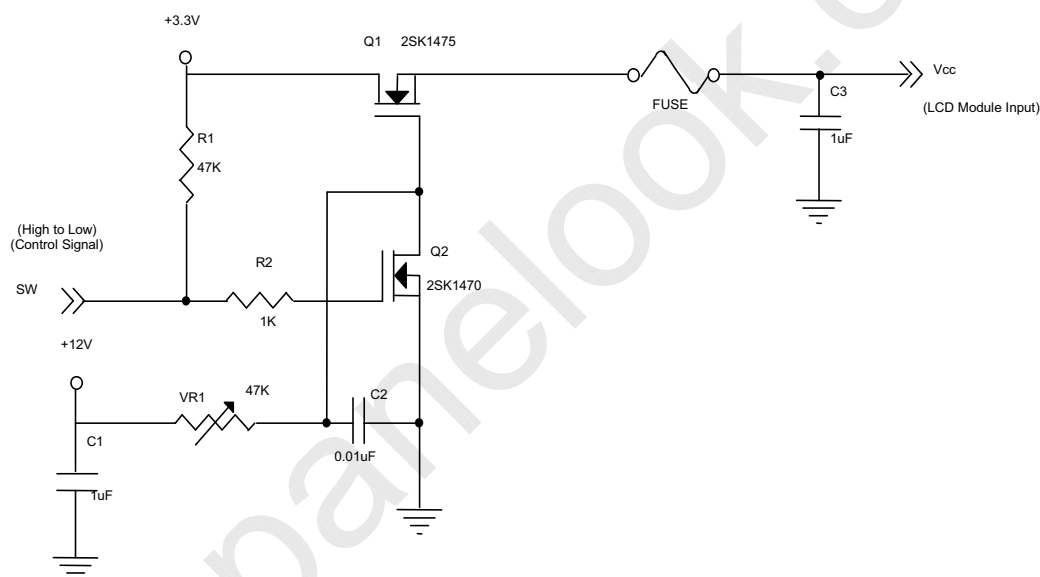 +3.3V
Q1 2SK1475
Vcc
C3
FUSE
(LCD Module Input)
R1
1uF
47K
(High to Low)
(Control Signal)
Q2
R2
SW
2SK1470
1K
+12V
47K
VR1
C2
C1
0.01uF
1uF
panelook.